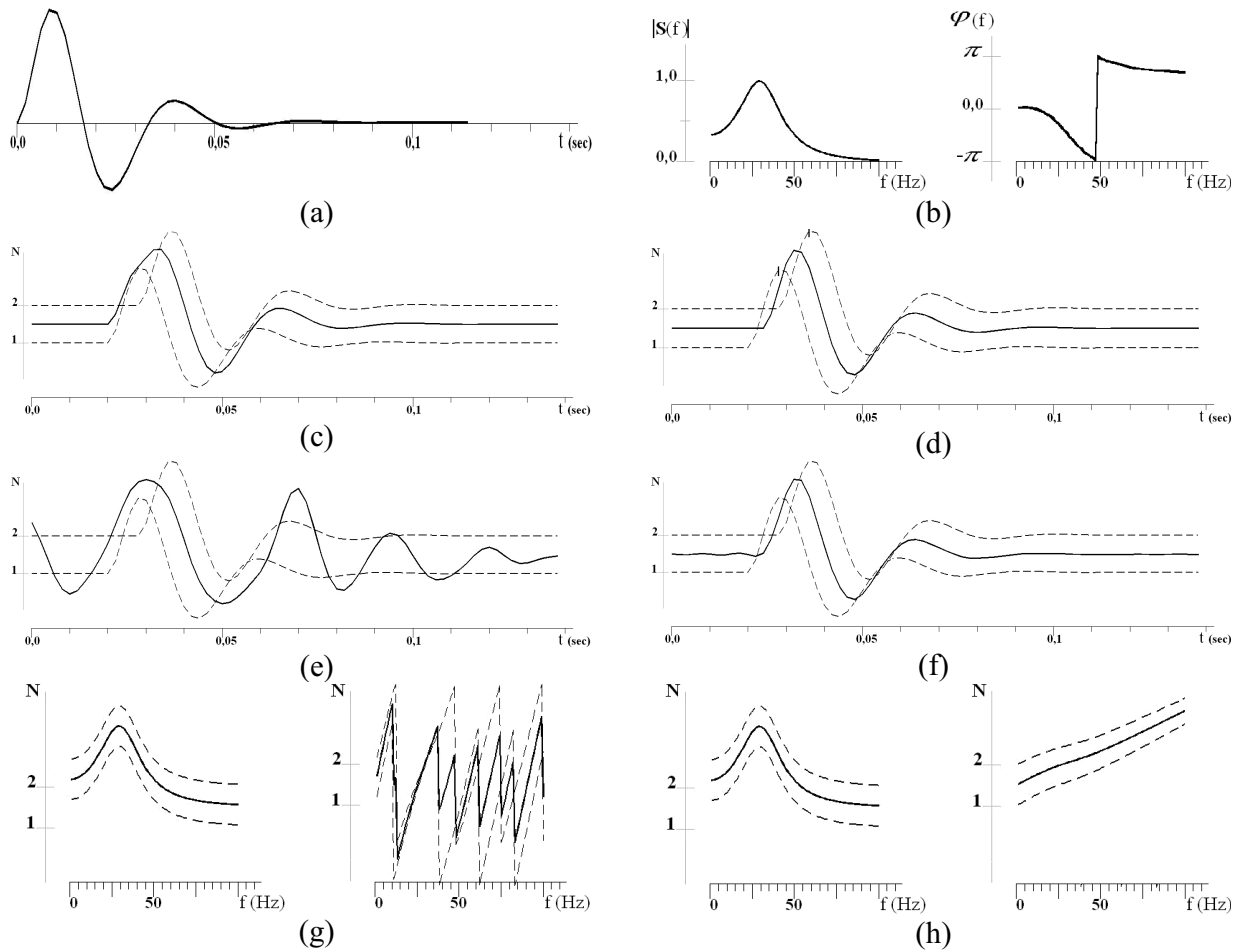 0,0
0,05
0,1
t (sec)
(a)
|S(f)|
1,0
0,0
0
50
f (Hz)
φ(f)
π
0,0
-π
0
50
f (Hz)
(b)
N
2
1
0,0
0,05
0,1
t (sec)
(c)
N
2
1
0,0
0,05
0,1
t (sec)
(d)
N
2
1
0,0
0,05
0,1
t (sec)
(e)
N
2
1
0,0
0,05
0,1
t (sec)
(f)
N
2
1
0
50
f (Hz)
N
2
1
0
50
f (Hz)
(g)
N
2
1
0
50
f (Hz)
N
2
1
0
50
f (Hz)
(h)